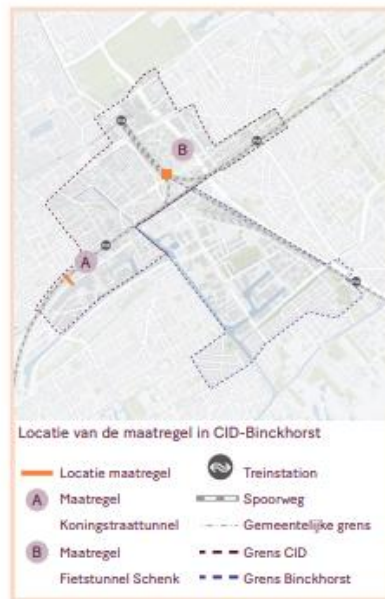 B
A
Locatie van de maatregel in CID-Binckhorst
Locatie maatregel
Treinstation
A Maatregel
Spoorweg
Koningstraattunnel
Gemeentelijke grens
B Maatregel
Grens CID
Fietstunnel Schenk
Grens Binckhorst